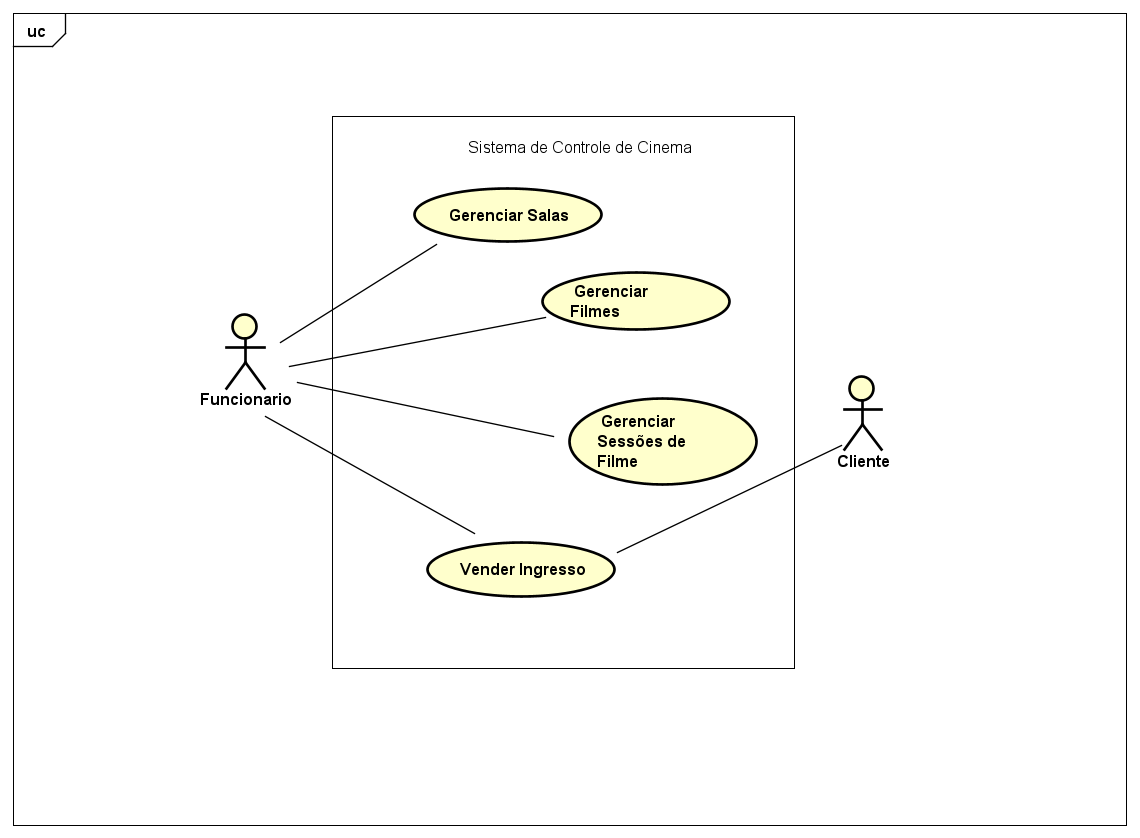 uc
Sistema de Controle de Cinema
Gerenciar Salas
Gerenciar
Filmes
Funcionario
Gerenciar
Sessões de
Filme
Cliente
Vender Ingresso